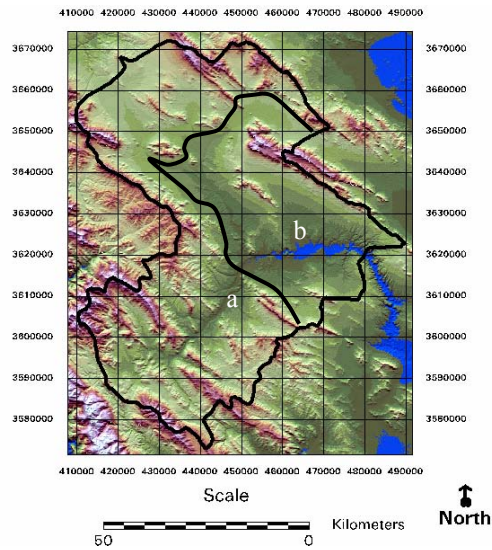 410000 420000 430000 440000 450000 460000 470000 480000 490000
3670000 3670000
3660000 3660000
3650000 3650000
3640000 3640000
3630000 3630000
b
3620000 3620000
3610000 a 3610000
3600000 3600000
3590000 3590000
3580000 3580000
410000 420000 430000 440000 450000 460000 470000 480000 490000
Scale
50 0 Kilometers
North